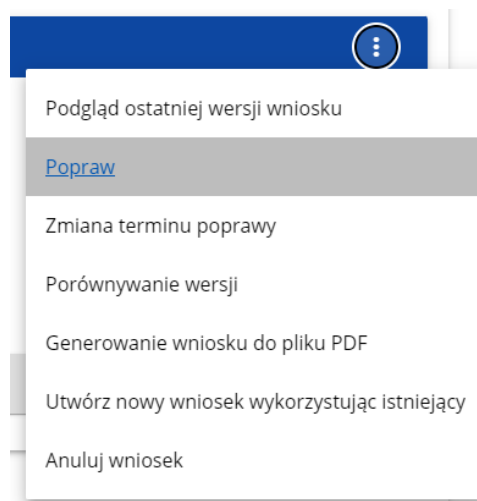 Podgląd ostatniej wersji wniosku
Popraw
Zmiana terminu poprawy
Porównywanie wersji
Generowanie wniosku do pliku PDF
Utwórz nowy wniosek wykorzystując istniejący
Anuluj wniosek